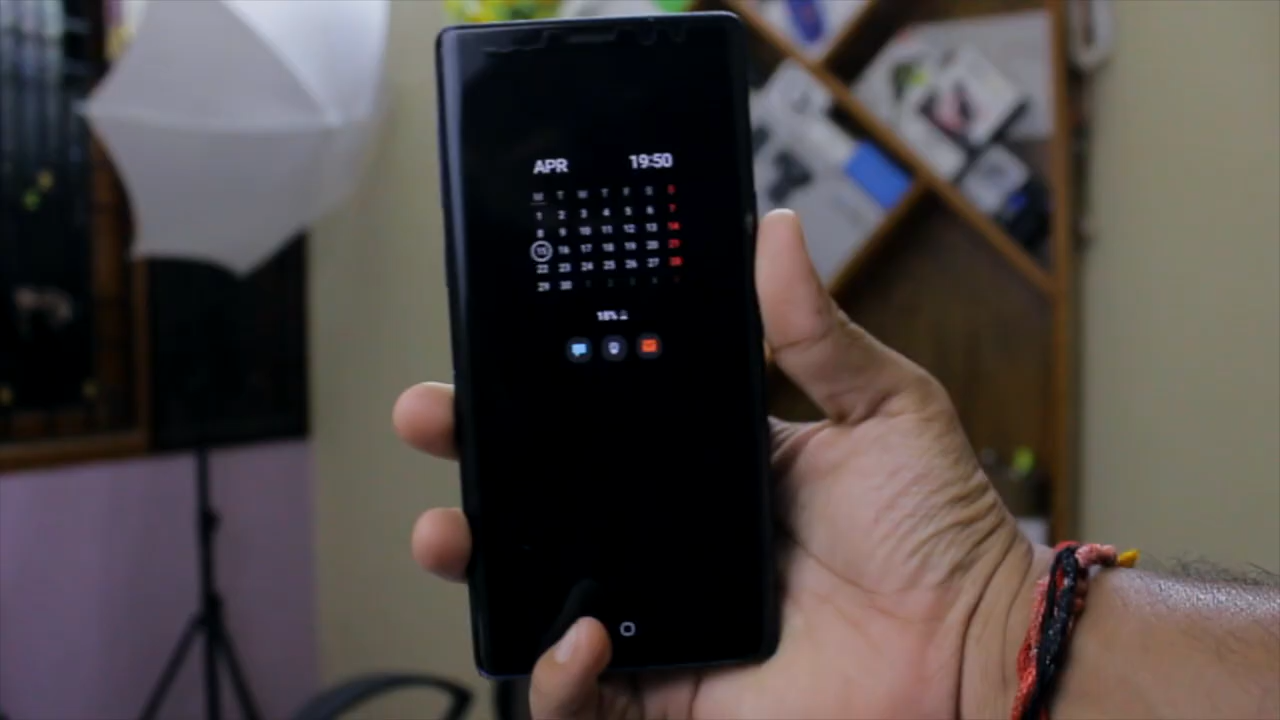 APR 19:50
M T W T F S S
1 2 3 4 5 6 7
8 9 10 11 12 13 14
15 16 17 18 19 20 21
22 23 24 25 26 27 28
29 30
18%